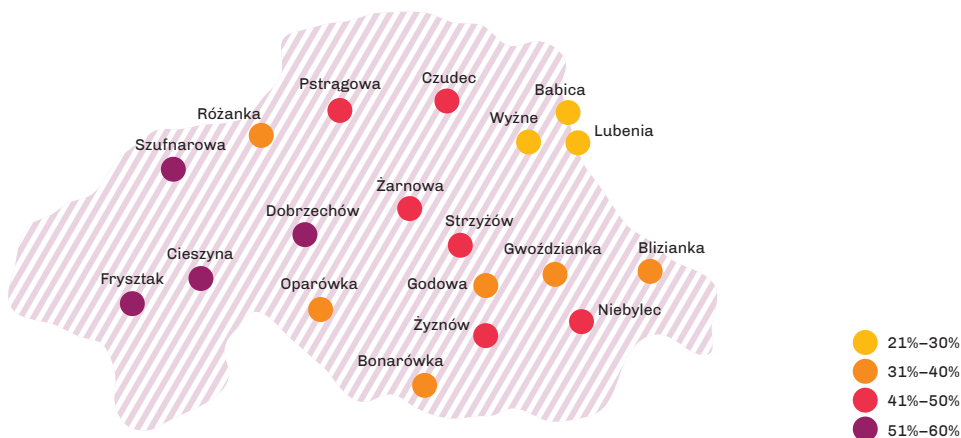 Czudec
Pstrągowa
Babica
Różanka
Wyżne
Lubenia
Szufnarowa
Żarnowa
Dobrzechów
Strzyżów
Gwoździanka
Blizianka
Cieszyna
Frysztak
Oparówka
Godowa
Niebylec
Żyznów
Bonarówka
21%–30%
31%–40%
41%–50%
51%–60%